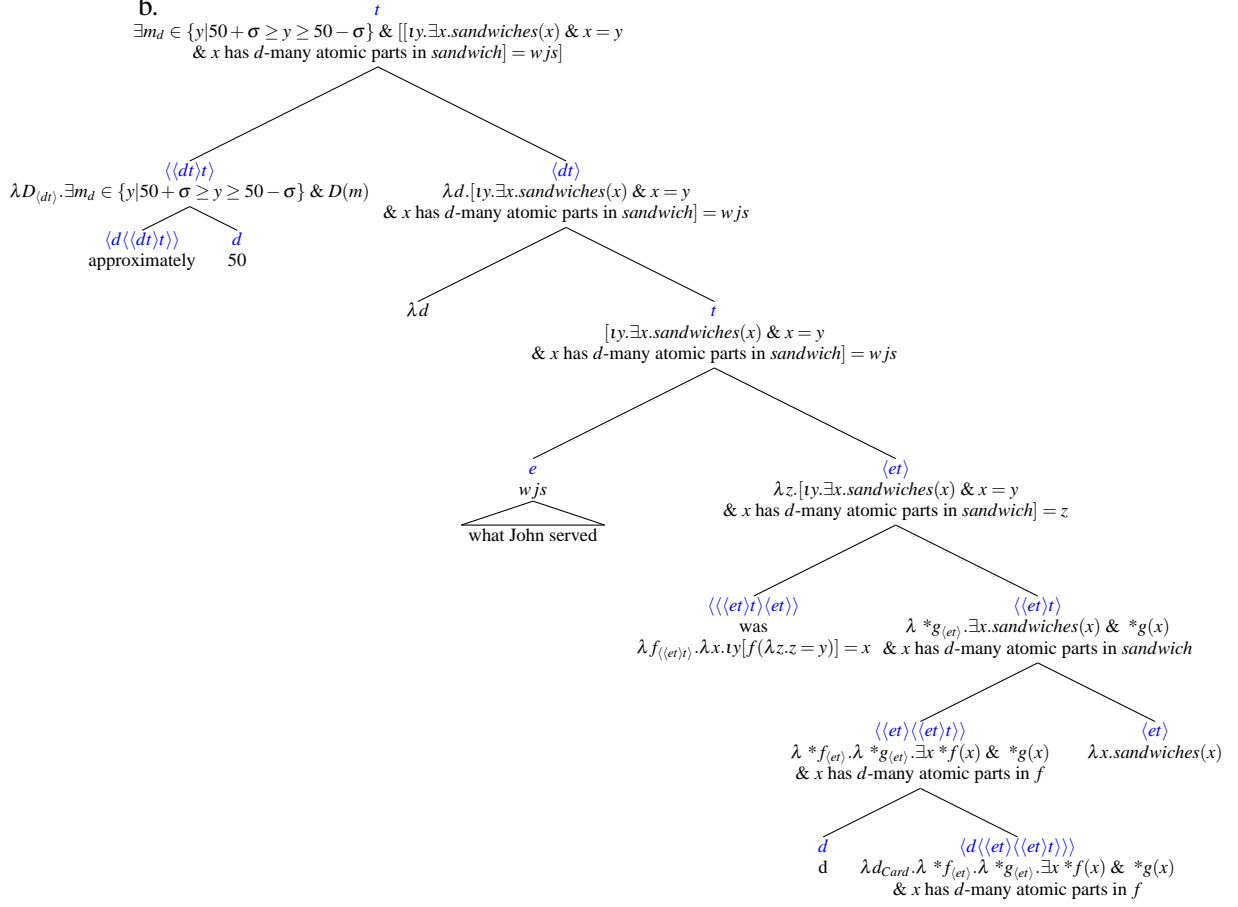 b.
t
∃m_d ∈ {y|50 + σ ≥ y ≥ 50 − σ} & [[ιy.∃x.sandwiches(x) & x = y
& x has d-many atomic parts in sandwich] = wjs]
⟨⟨dt⟩t⟩ ⟨dt⟩
λD_⟨dt⟩.∃m_d ∈ {y|50 + σ ≥ y ≥ 50 − σ} & D(m) λd.[ιy.∃x.sandwiches(x) & x = y
& x has d-many atomic parts in sandwich] = wjs
⟨d⟨⟨dt⟩t⟩⟩ d
approximately 50
λd t
[ιy.∃x.sandwiches(x) & x = y
& x has d-many atomic parts in sandwich] = wjs
e ⟨et⟩
wjs λz.[ιy.∃x.sandwiches(x) & x = y
& x has d-many atomic parts in sandwich] = z
what John served
⟨⟨⟨et⟩t⟩⟨et⟩⟩ ⟨⟨et⟩t⟩
was λ *g_⟨et⟩.∃x.sandwiches(x) & *g(x)
λf_⟨⟨et⟩t⟩.λx.ιy[f(λz.z = y)] = x & x has d-many atomic parts in sandwich
⟨⟨et⟩⟨⟨et⟩t⟩⟩ ⟨et⟩
λ *f_⟨et⟩.λ *g_⟨et⟩.∃x *f(x) & *g(x) λx.sandwiches(x)
& x has d-many atomic parts in f
d ⟨d⟨⟨et⟩⟨⟨et⟩t⟩⟩⟩
d λd_Card.λ *f_⟨et⟩.λ *g_⟨et⟩.∃x *f(x) & *g(x)
& x has d-many atomic parts in f